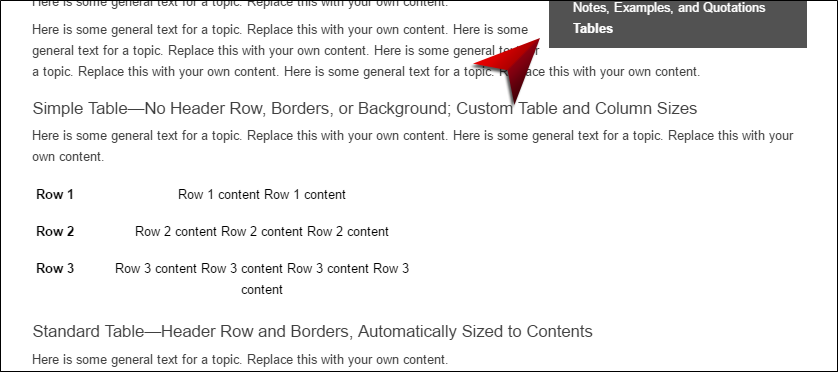 Here is some general text for a topic. Replace this with your own content.
Notes, Examples, and Quotations
Tables
Here is some general text for a topic. Replace this with your own content. Here is some
general text for a topic. Replace this with your own content. Here is some general
a topic. Replace this with your own content. Here is some general text for a topic. this with your own content.
Simple Table—No Header Row, Borders, or Background; Custom Table and Column Sizes
Here is some general text for a topic. Replace this with your own content. Here is some general text for a topic. Replace this with your
own content.
Row 1 Row 1 content Row 1 content
Row 2 Row 2 content Row 2 content Row 2 content
Row 3 Row 3 content Row 3 content Row 3 content Row 3
content
Standard Table—Header Row and Borders, Automatically Sized to Contents
Here is some general text for a topic. Replace this with your own content.